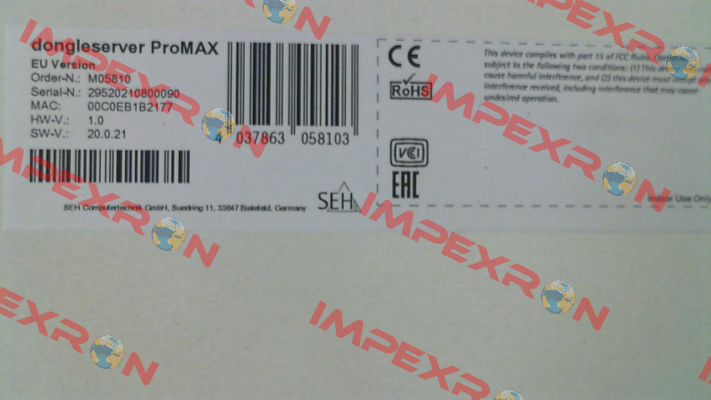 dongleserver ProMAX
EU Version
Order-N.: M05810
Serial-N.: 29520210800090
MAC: 00C0EB1B2177
HW-V.: 1.0
SW-V.: 20.0.21
4 037863 058103
SEH Computertechnik GmbH, Suedring 11, 33647 Bielefeld, Germany
SEH
CE
RoHS
VCCI
EAC
This device complies with part 15 of FCC Rules.
subject to the following two conditions: (1) This
cause harmful interference, and (2) this device must
interference received, including interference that may cause
undesired operation.
Indoor Use Only
IMPEXRON
IMPEXRON
IMPEXRON
IMPEXRON
IMPEXRON
IMPEXRON